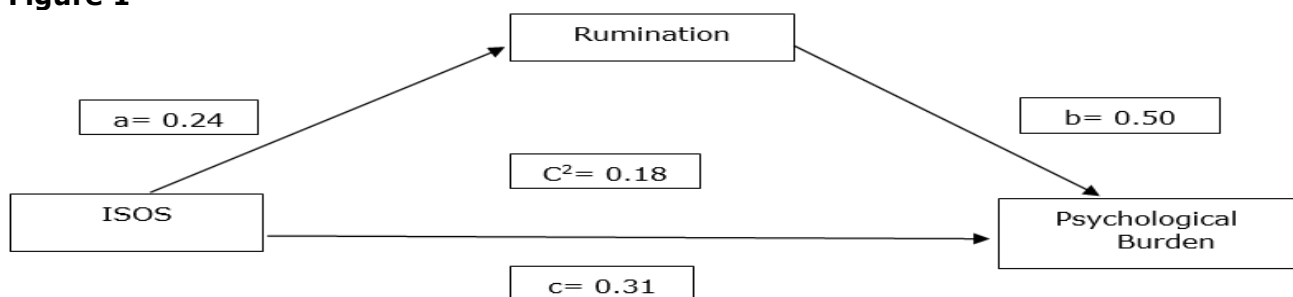 Figure 1
Rumination
a= 0.24
b= 0.50
C²= 0.18
ISOS
Psychological
Burden
c= 0.31